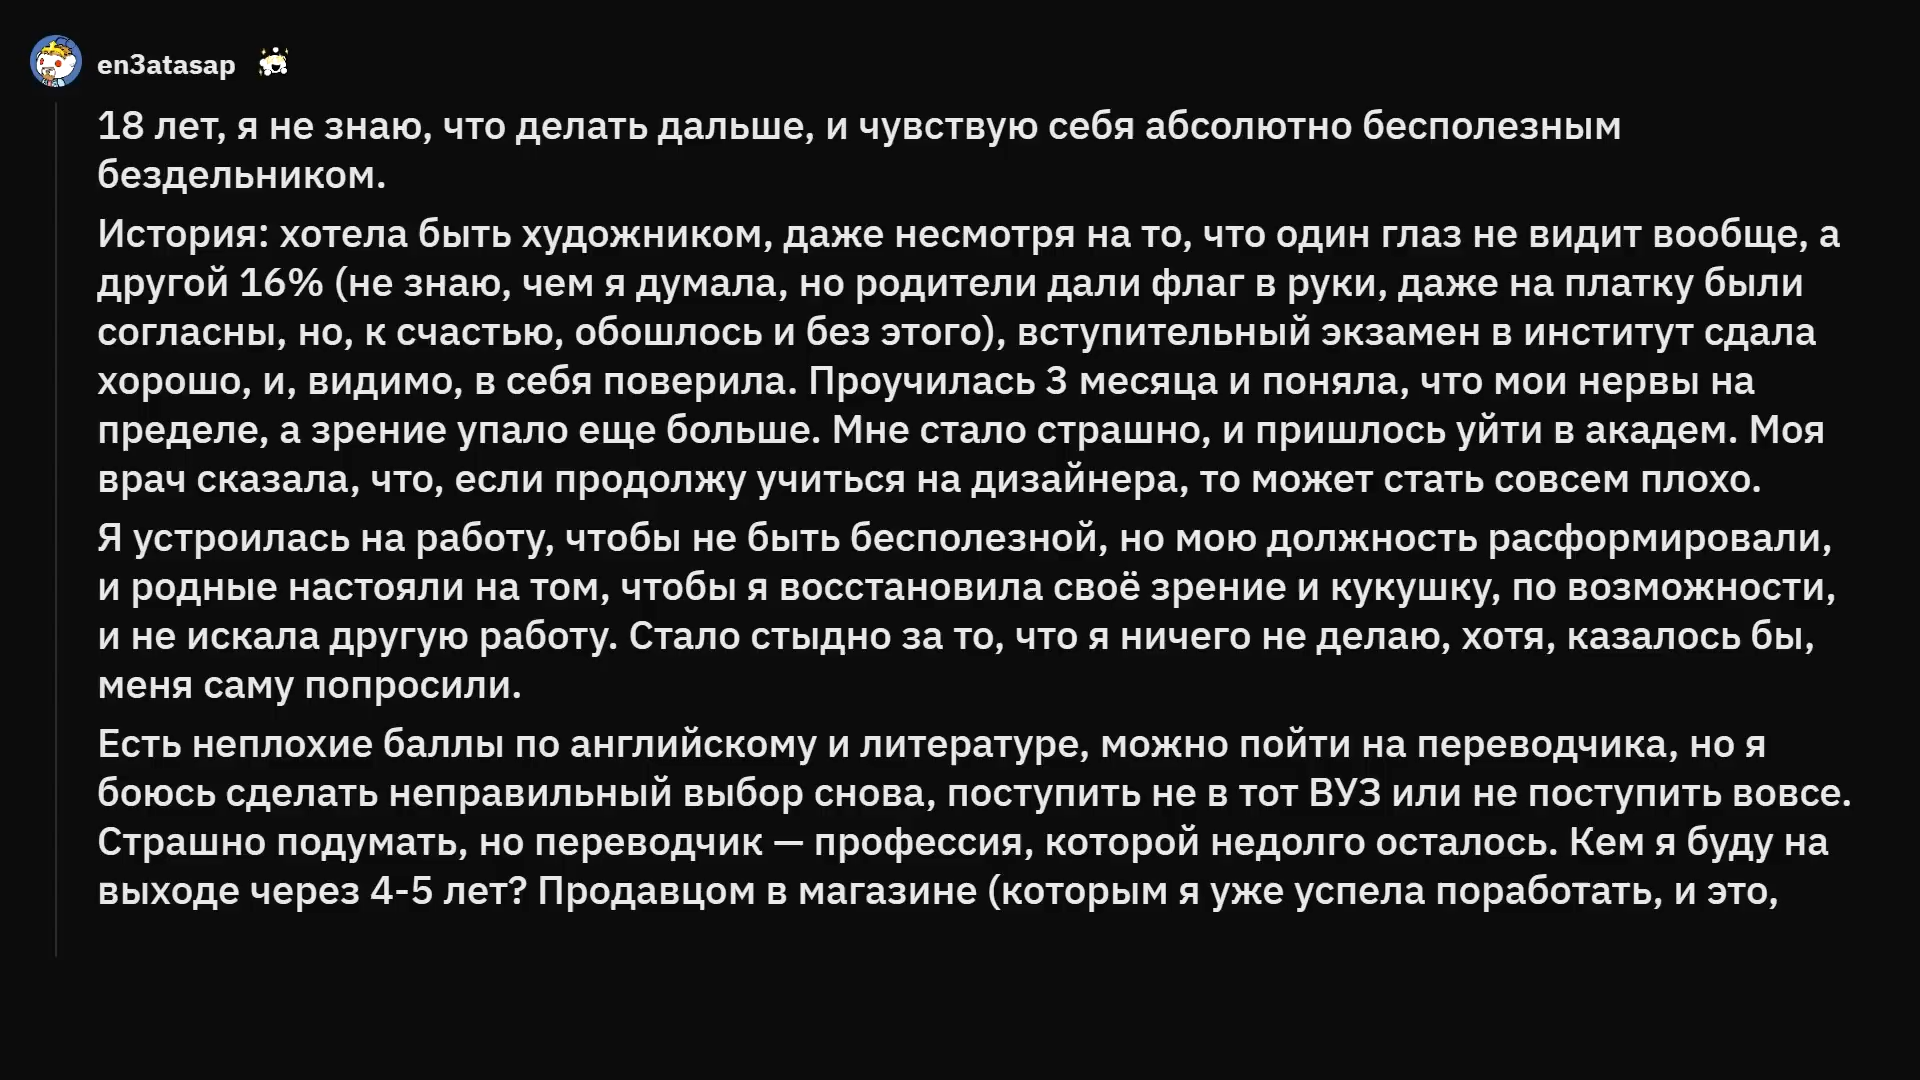 en3atasap
18 лет, я не знаю, что делать дальше, и чувствую себя абсолютно бесполезным
бездельником.
История: хотела быть художником, даже несмотря на то, что один глаз не видит вообще, а
другой 16% (не знаю, чем я думала, но родители дали флаг в руки, даже на платку были
согласны, но, к счастью, обошлось и без этого), вступительный экзамен в институт сдала
хорошо, и, видимо, в себя поверила. Проучилась 3 месяца и поняла, что мои нервы на
пределе, а зрение упало еще больше. Мне стало страшно, и пришлось уйти в академ. Моя
врач сказала, что, если продолжу учиться на дизайнера, то может стать совсем плохо.
Я устроилась на работу, чтобы не быть бесполезной, но мою должность расформировали,
и родные настояли на том, чтобы я восстановила своё зрение и кукушку, по возможности,
и не искала другую работу. Стало стыдно за то, что я ничего не делаю, хотя, казалось бы,
меня саму попросили.
Есть неплохие баллы по английскому и литературе, можно пойти на переводчика, но я
боюсь сделать неправильный выбор снова, поступить не в тот ВУЗ или не поступить вовсе.
Страшно подумать, но переводчик — профессия, которой недолго осталось. Кем я буду на
выходе через 4-5 лет? Продавцом в магазине (которым я уже успела поработать, и это,